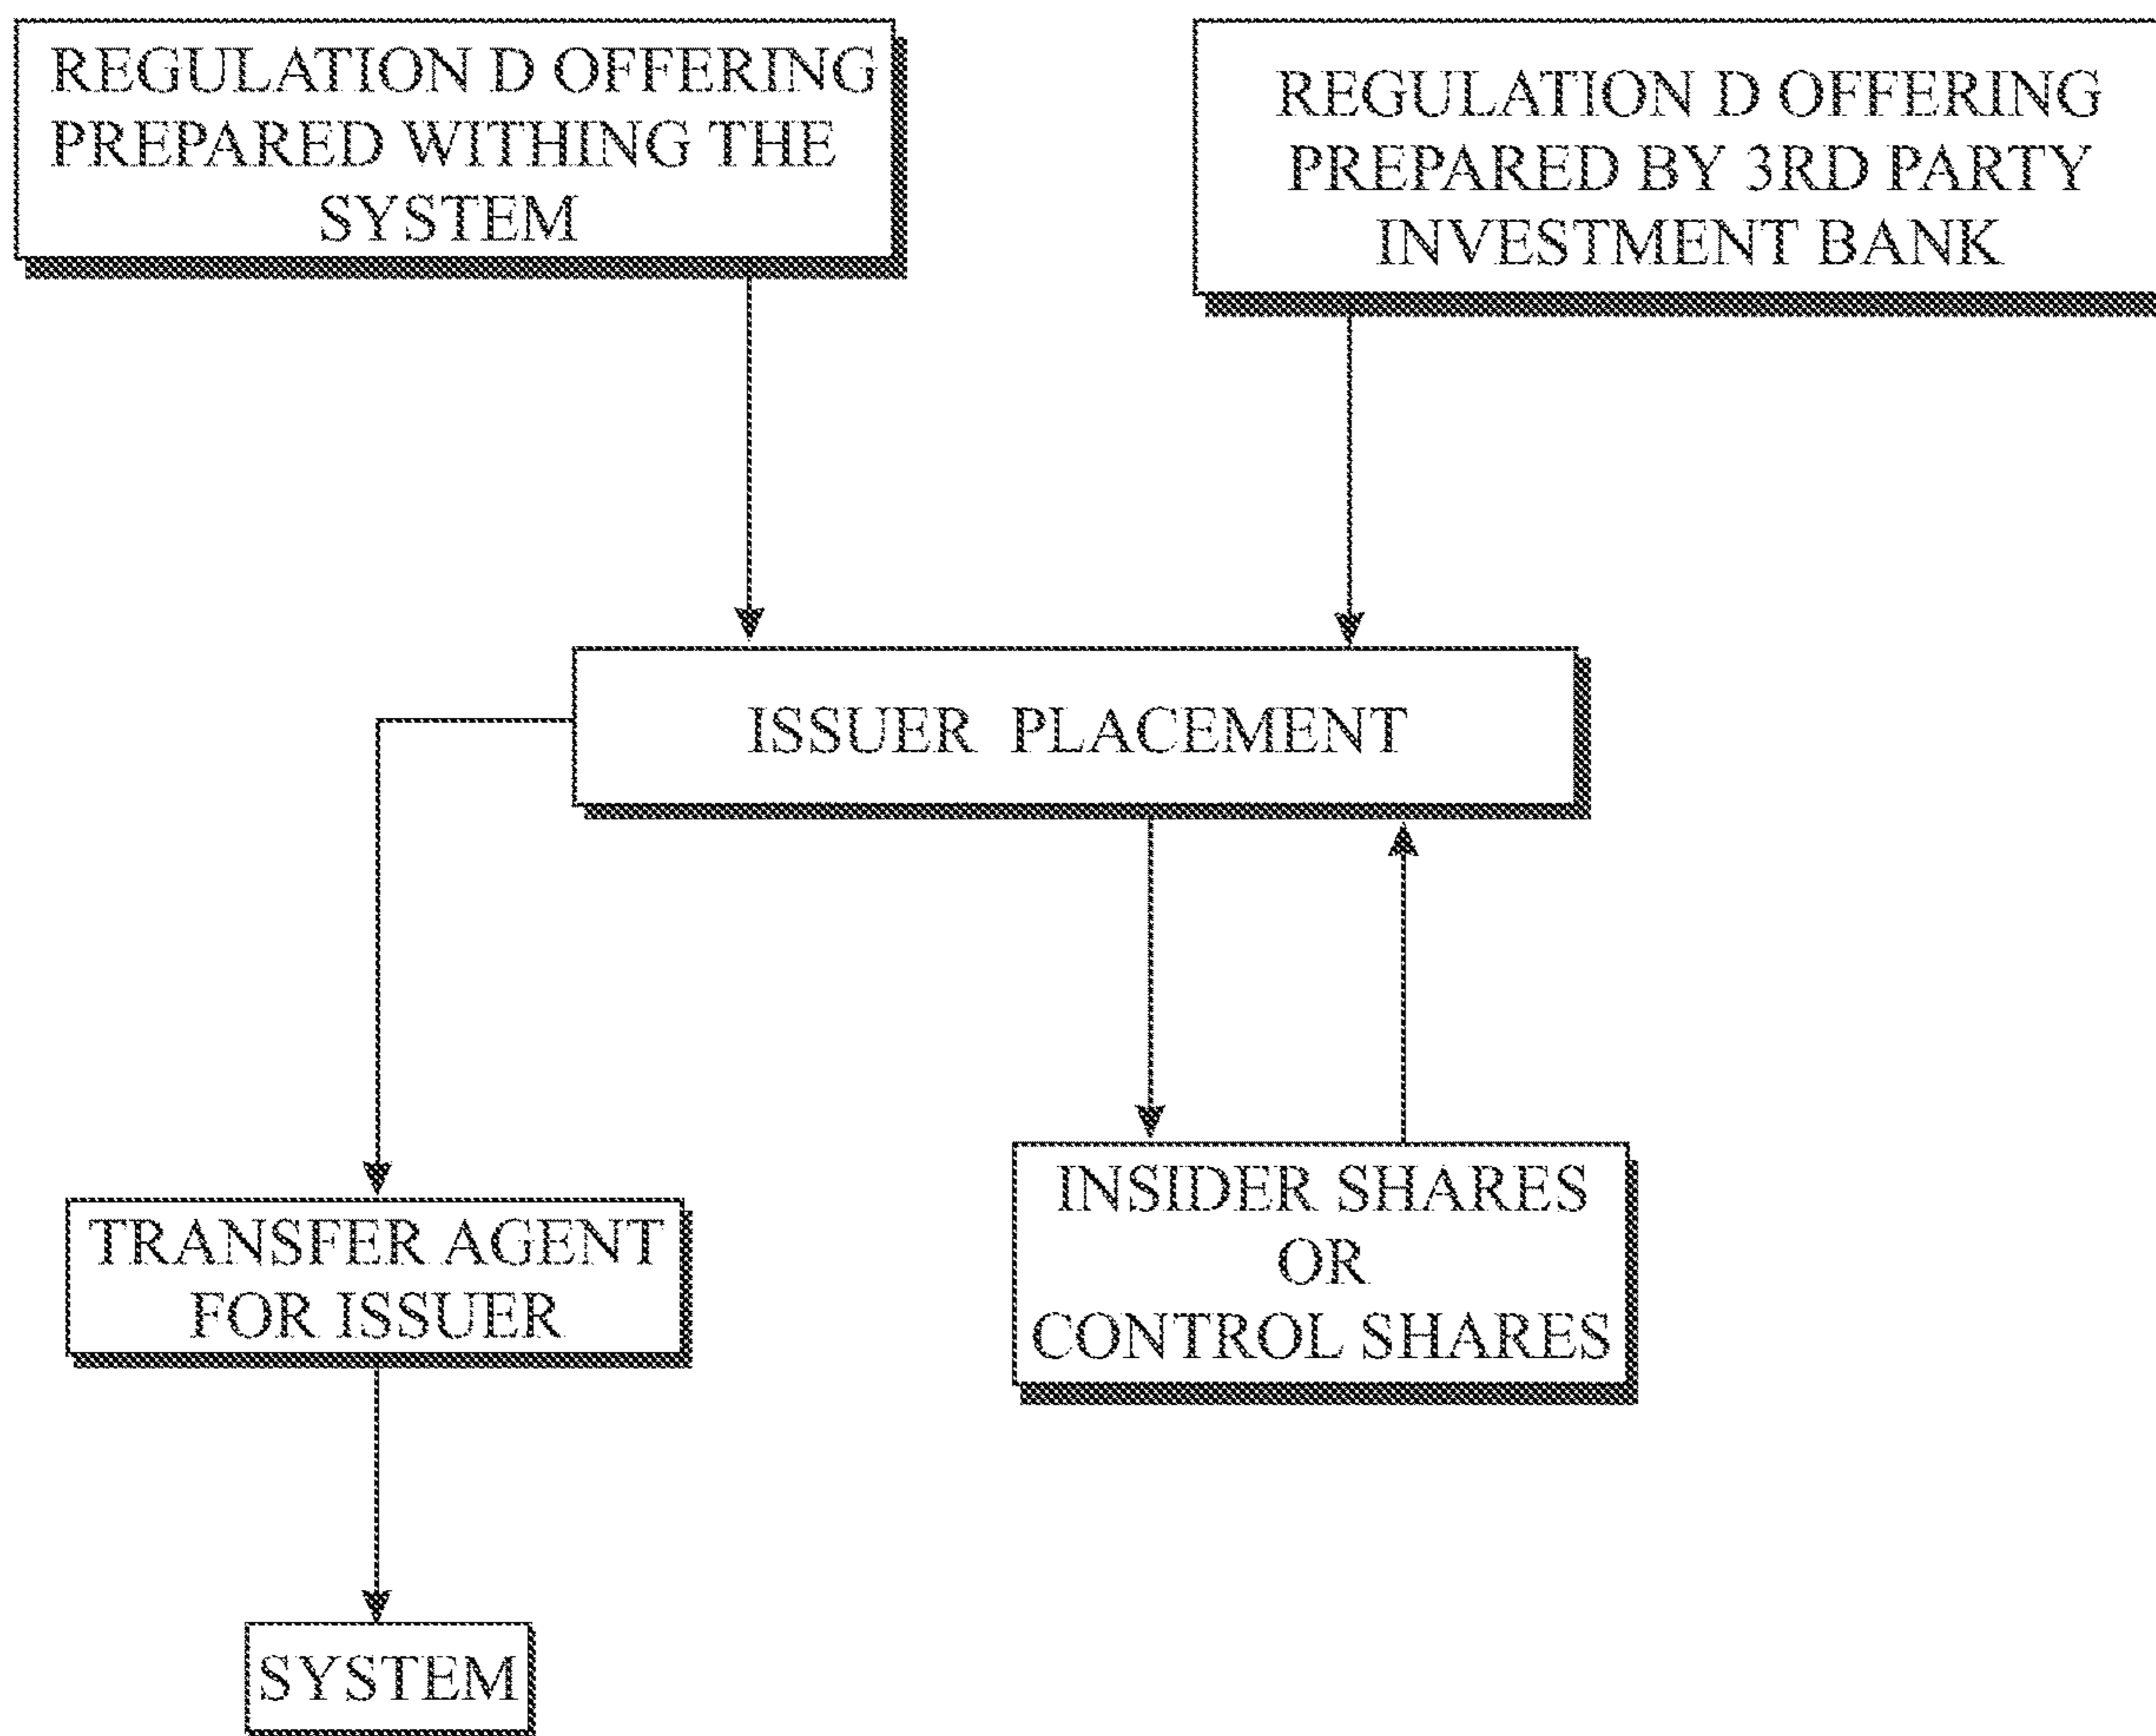 REGULATION D OFFERING
PREPARED WITHING THE
SYSTEM
REGULATION D OFFERING
PREPARED BY 3RD PARTY
INVESTMENT BANK
ISSUER PLACEMENT
TRANSFER AGENT
FOR ISSUER
INSIDER SHARES
OR
CONTROL SHARES
SYSTEM